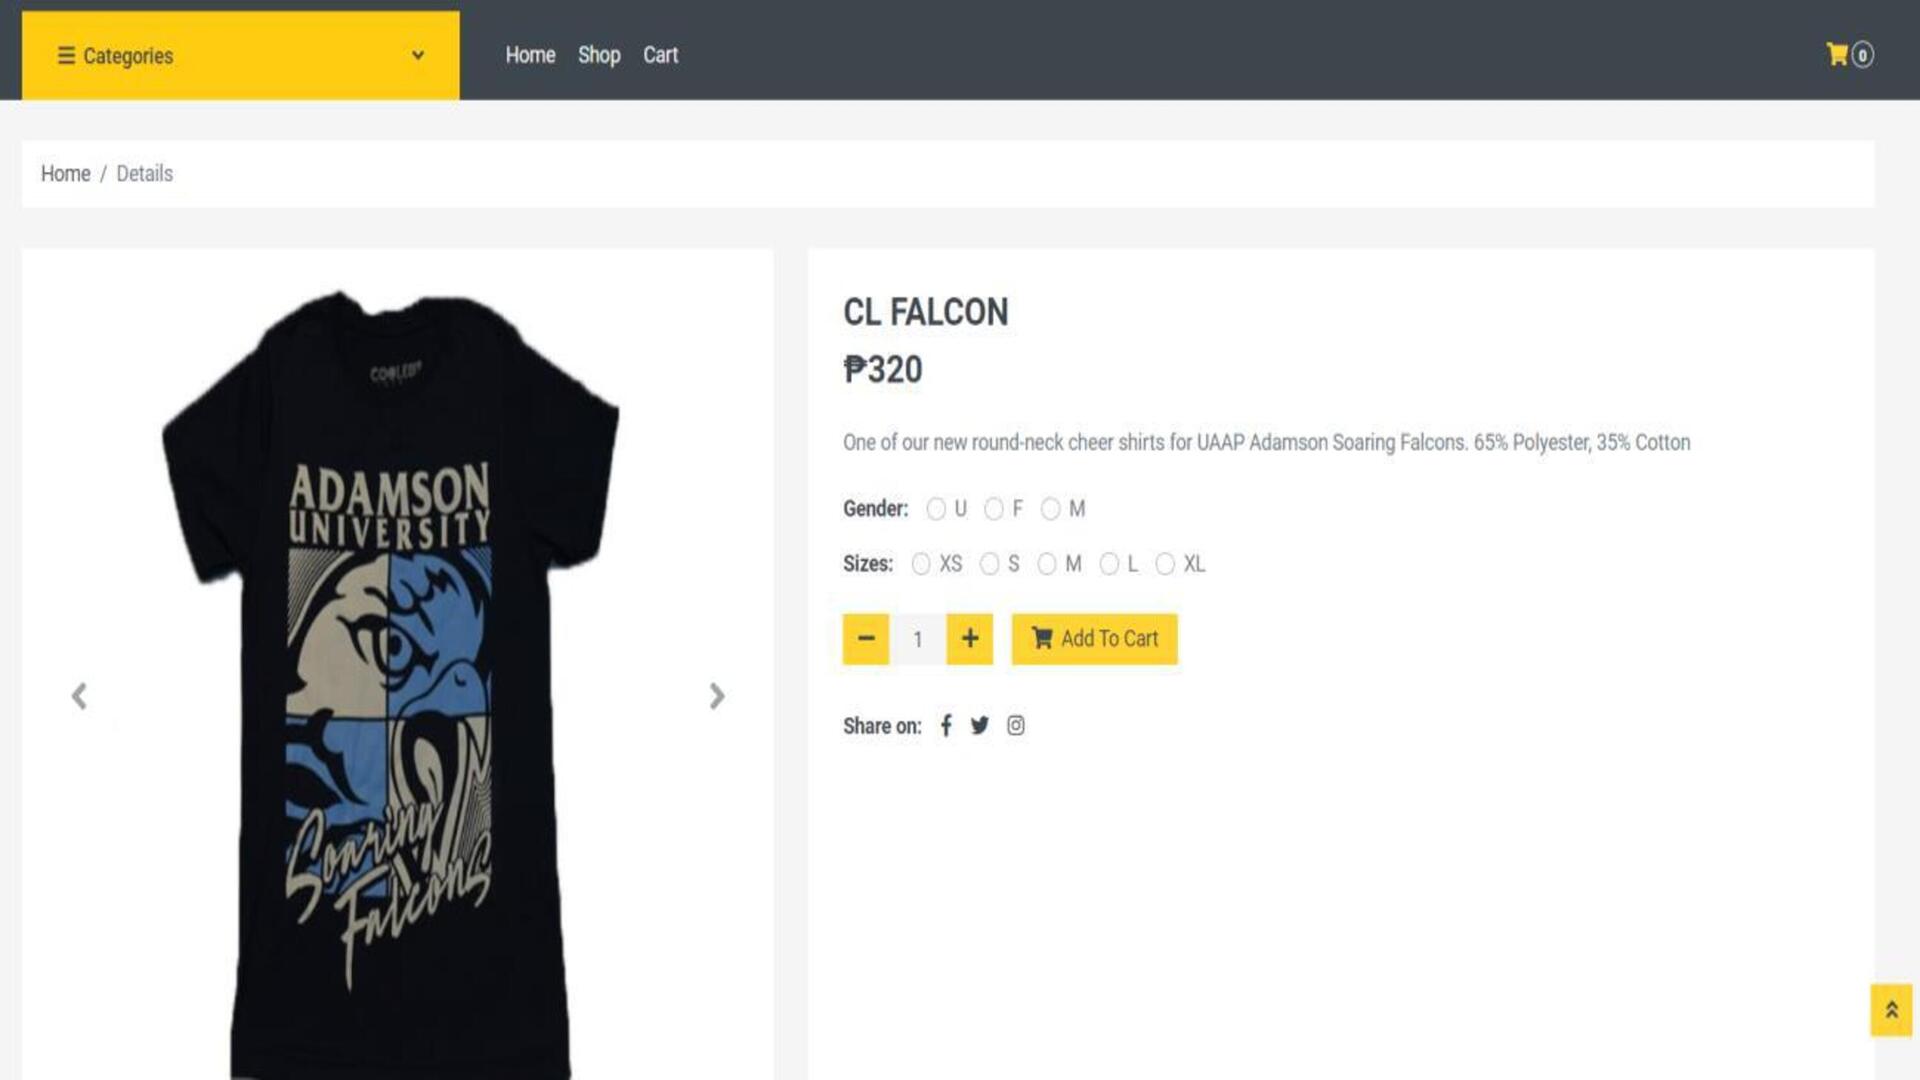 Categories
Home Shop Cart
0
Home / Details
COOLEST
ADAMSON
UNIVERSITY
Soaring
Falcons
CL FALCON
₱320
One of our new round-neck cheer shirts for UAAP Adamson Soaring Falcons. 65% Polyester, 35% Cotton
Gender: U F M
Sizes: XS S M L XL
1
Add To Cart
Share on: